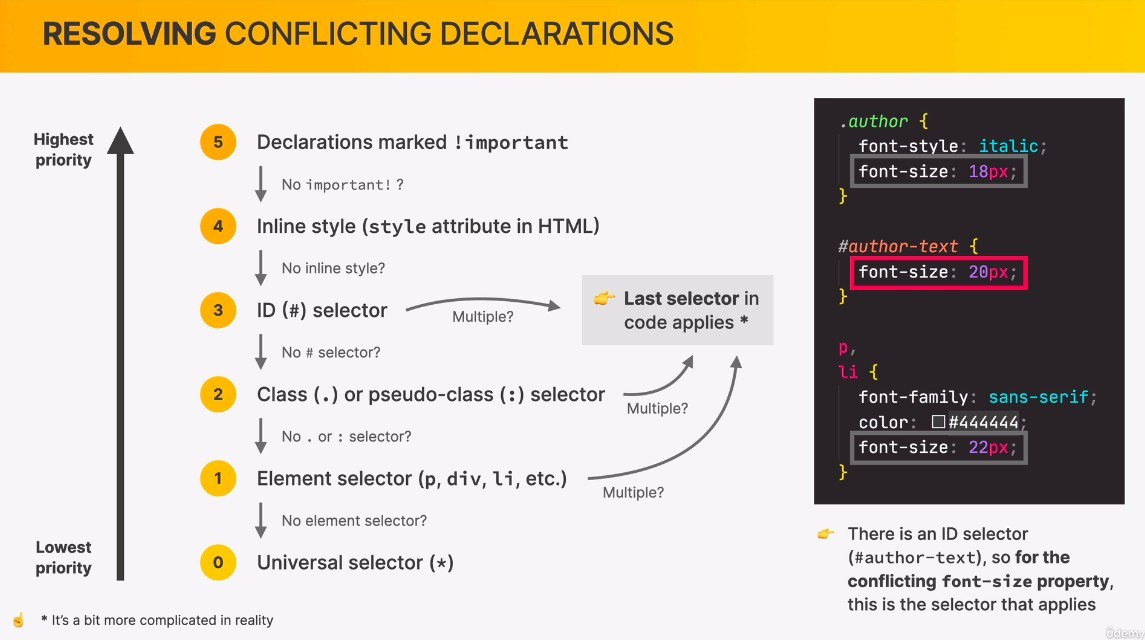 RESOLVING CONFLICTING DECLARATIONS
Highest
priority
5
Declarations marked !important
No important! ?
4
Inline style (style attribute in HTML)
No inline style?
3
ID (#) selector
Multiple?
👉 Last selector in
code applies *
No # selector?
2
Class (.) or pseudo-class (:) selector
Multiple?
No . or : selector?
1
Element selector (p, div, li, etc.)
Multiple?
No element selector?
Lowest
priority
0
Universal selector (*)
☝️ * It's a bit more complicated in reality
.author {
font-style: italic;
font-size: 18px;
}
#author-text {
font-size: 20px;
}
p,
li {
font-family: sans-serif;
color: #444444;
font-size: 22px;
}
👉 There is an ID selector
(#author-text), so for the
conflicting font-size property,
this is the selector that applies
ûdemy